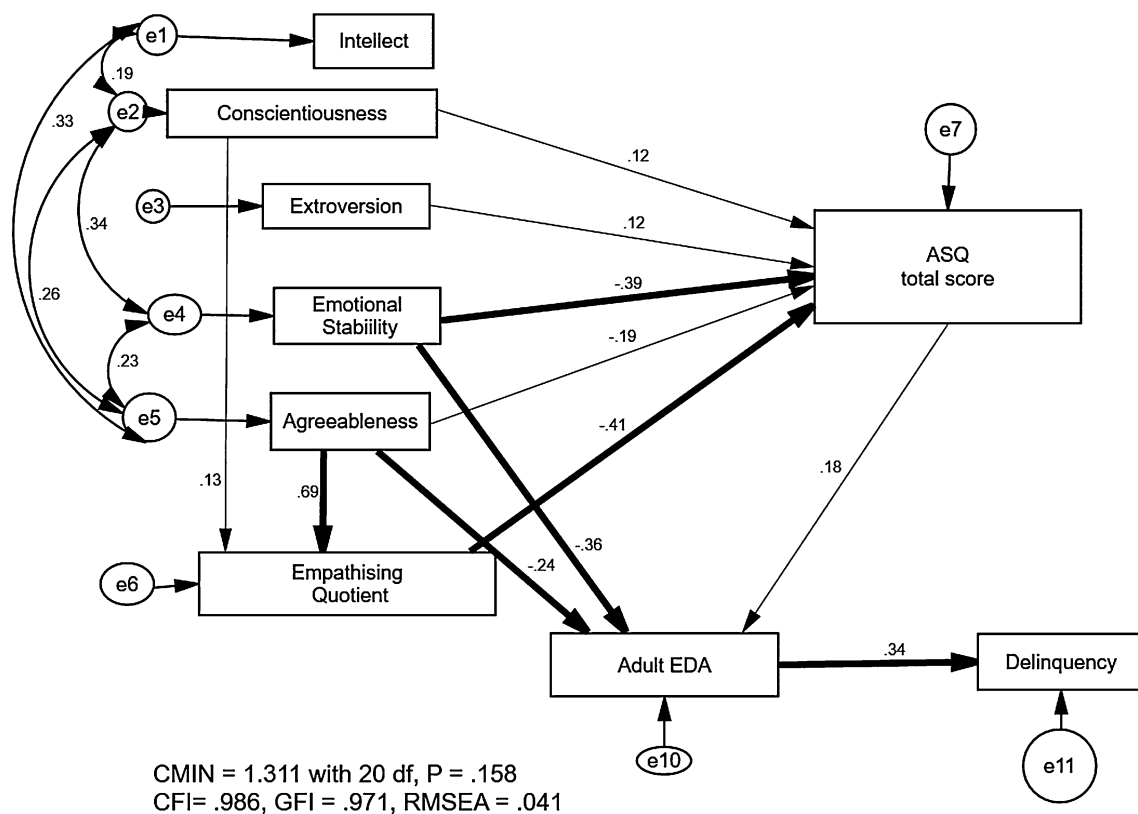 e1
Intellect
.19
e2
Conscientiousness
.33
.12
e7
e3
Extroversion
.12
.34
ASQ
total score
.26
e4
Emotional
Stabiility
-.39
.23
-.19
e5
Agreeableness
-.41
.13
.69
.18
-.36
-.24
e6
Empathising
Quotient
Adult EDA
.34
Delinquency
e10
e11
CMIN = 1.311 with 20 df, P = .158
CFI= .986, GFI = .971, RMSEA = .041